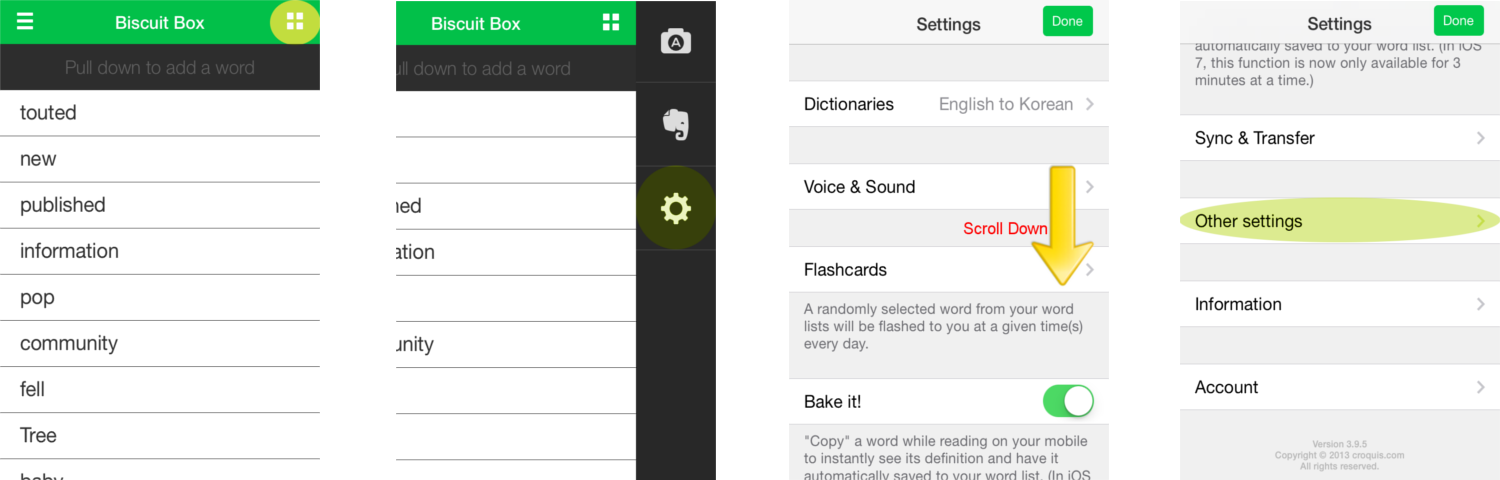 Biscuit Box
Pull down to add a word
touted
new
published
information
pop
community
fell
Tree
baby
Biscuit Box
ull down to add a word
A
ned
ation
unity
Settings
Done
Dictionaries
English to Korean
Voice & Sound
Scroll Down
Flashcards
A randomly selected word from your word
lists will be flashed to you at a given time(s)
every day.
Bake it!
"Copy" a word while reading on your mobile
to instantly see its definition and have it
automatically saved to your word list. (In iOS
Settings
Done
automatically saved to your word list. (In iOS
7, this function is now only available for 3
minutes at a time.)
Sync & Transfer
Other settings
Information
Account
Version 3.9.5
Copyright © 2013 croquis.com
All rights reserved.